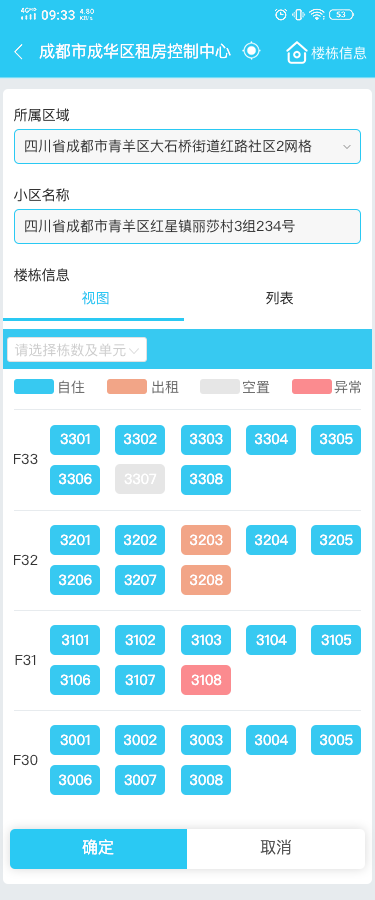 4GHD 09:33 4.80 KB/s 53
成都市成华区租房控制中心 楼栋信息
所属区域
四川省成都市青羊区大石桥街道红路社区2网格
小区名称
四川省成都市青羊区红星镇丽莎村3组234号
楼栋信息
视图 列表
请选择栋数及单元
自住 出租 空置 异常
3301 3302 3303 3304 3305
F33
3306 3307 3308
3201 3202 3203 3204 3205
F32
3206 3207 3208
3101 3102 3103 3104 3105
F31
3106 3107 3108
3001 3002 3003 3004 3005
F30
3006 3007 3008
确定 取消